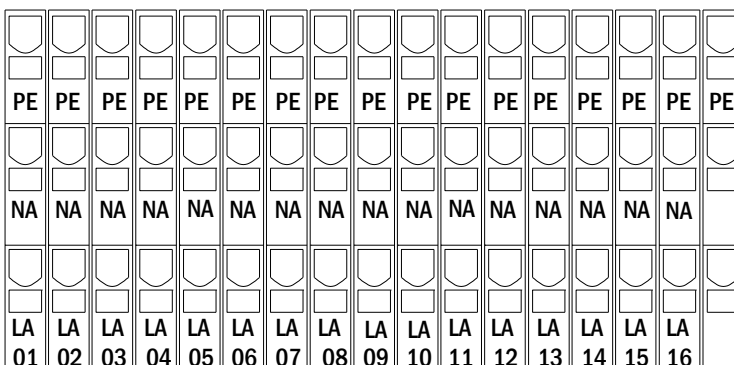 PE PE PE PE PE PE PE PE PE PE PE PE PE PE PE PE PE
NA NA NA NA NA NA NA NA NA NA NA NA NA NA NA NA
LA LA LA LA LA LA LA LA LA LA LA LA LA LA LA LA
01 02 03 04 05 06 07 08 09 10 11 12 13 14 15 16